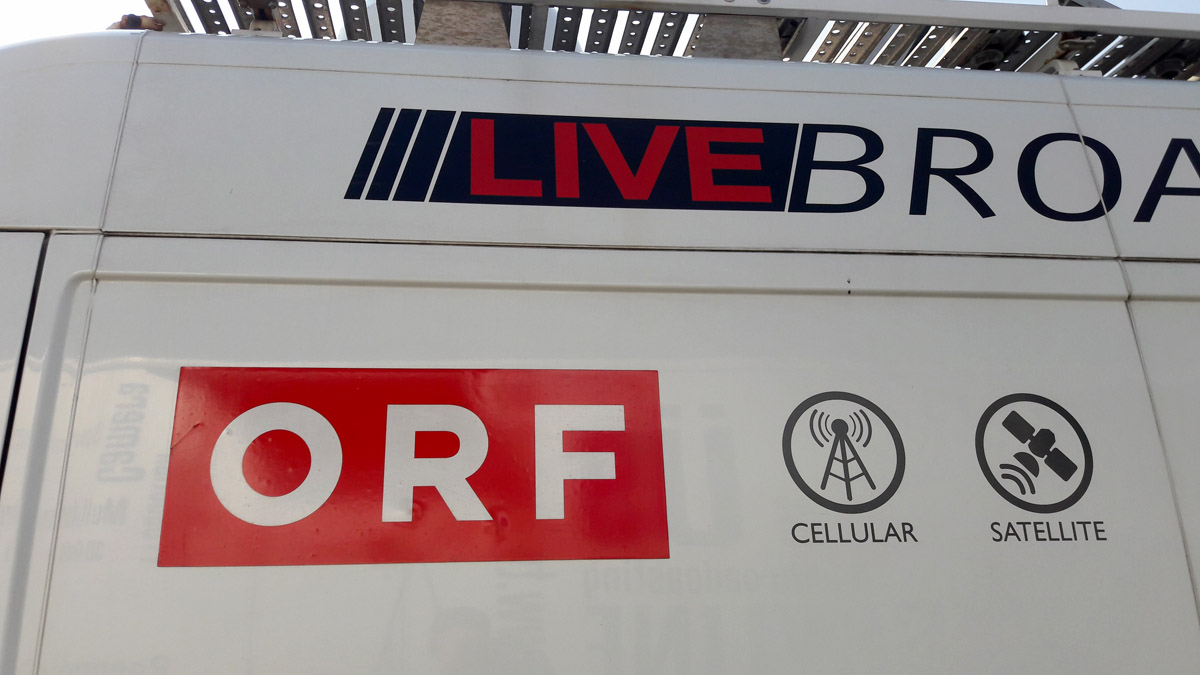 LIVEBROA
ORF
CELLULAR
SATELLITE